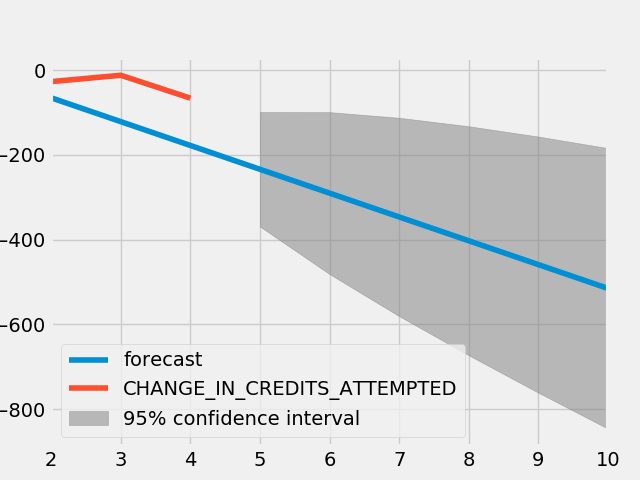 0
−200
−400
−600
−800
forecast
CHANGE_IN_CREDITS_ATTEMPTED
95% confidence interval
2 3 4 5 6 7 8 9 10